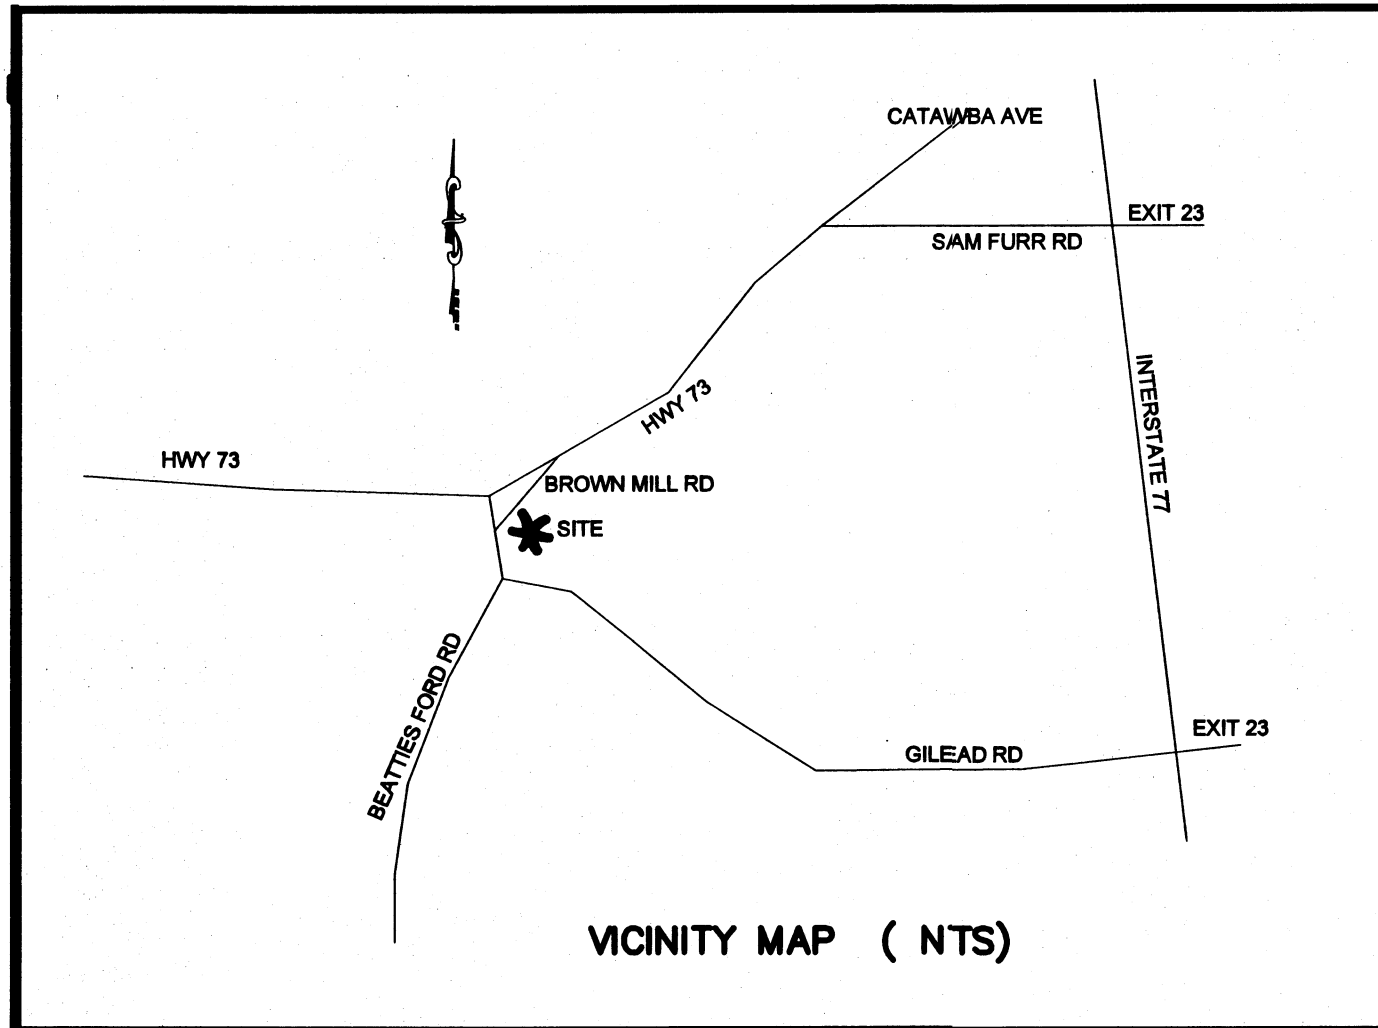 CATAWBA AVE
EXIT 23
SAM FURR RD
INTERSTATE 77
HWY 73
HWY 73
BROWN MILL RD
SITE
BEATTIES FORD RD
EXIT 23
GILEAD RD
VICINITY MAP ( NTS)